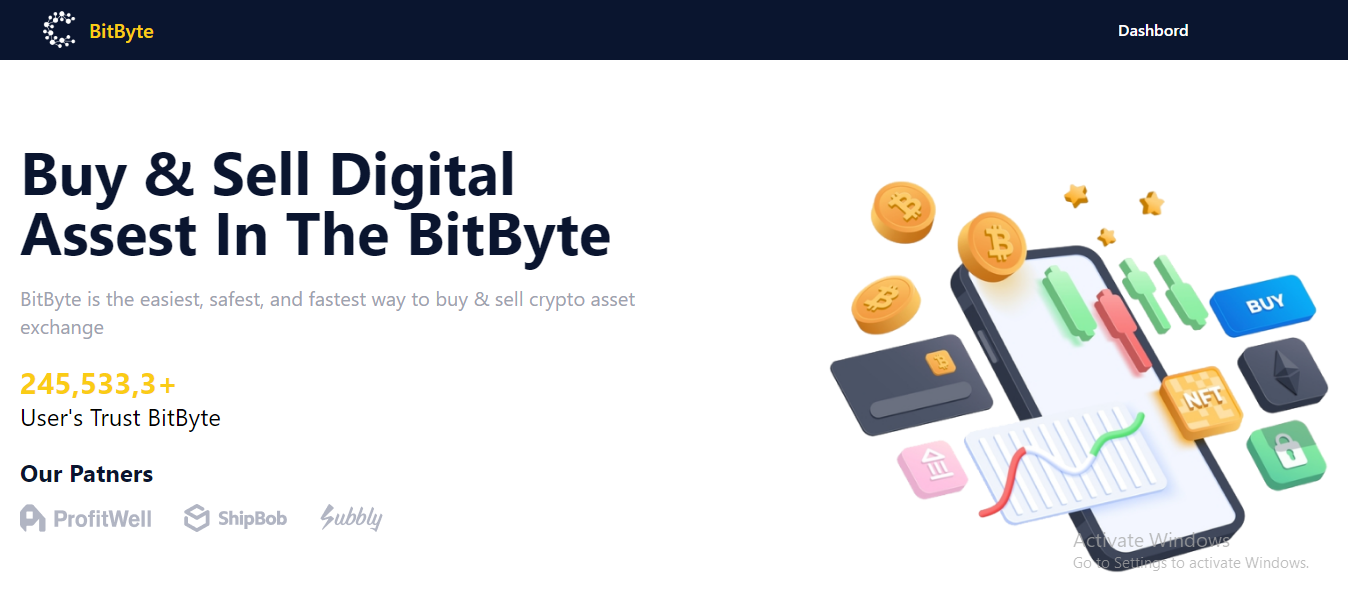 BitByte
Dashbord
Buy & Sell Digital
Assest In The BitByte
BitByte is the easiest, safest, and fastest way to buy & sell crypto asset
exchange
245,533,3+
User's Trust BitByte
Our Patners
ProfitWell
ShipBob
Subbly
BUY
NFT
Activate Windows
Go to Settings to activate Windows.